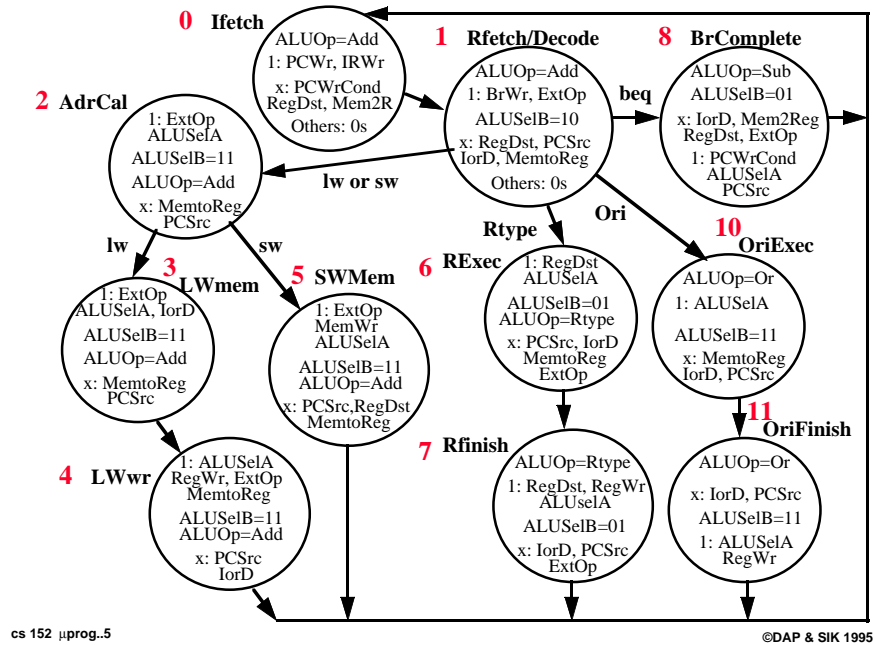 0 Ifetch
ALUOp=Add
1: PCWr, IRWr
x: PCWrCond
RegDst, Mem2R
Others: 0s
1 Rfetch/Decode
ALUOp=Add
1: BrWr, ExtOp
ALUSelB=10
x: RegDst, PCSrc
IorD, MemtoReg
Others: 0s
beq
8 BrComplete
ALUOp=Sub
ALUSelB=01
x: IorD, Mem2Reg
RegDst, ExtOp
1: PCWrCond
ALUSelA
PCSrc
2 AdrCal
1: ExtOp
ALUSelA
ALUSelB=11
ALUOp=Add
x: MemtoReg
PCSrc
lw or sw
lw
sw
Rtype
Ori
3 LWmem
1: ExtOp
ALUSelA, IorD
ALUSelB=11
ALUOp=Add
x: MemtoReg
PCSrc
5 SWMem
1: ExtOp
MemWr
ALUSelA
ALUSelB=11
ALUOp=Add
x: PCSrc,RegDst
MemtoReg
6 RExec
1: RegDst
ALUSelA
ALUSelB=01
ALUOp=Rtype
x: PCSrc, IorD
MemtoReg
ExtOp
10 OriExec
ALUOp=Or
1: ALUSelA
ALUSelB=11
x: MemtoReg
IorD, PCSrc
4 LWwr
1: ALUSelA
RegWr, ExtOp
MemtoReg
ALUSelB=11
ALUOp=Add
x: PCSrc
IorD
7 Rfinish
ALUOp=Rtype
1: RegDst, RegWr
ALUselA
ALUSelB=01
x: IorD, PCSrc
ExtOp
11 OriFinish
ALUOp=Or
x: IorD, PCSrc
ALUSelB=11
1: ALUSelA
RegWr
cs 152 µprog..5
©DAP & SIK 1995